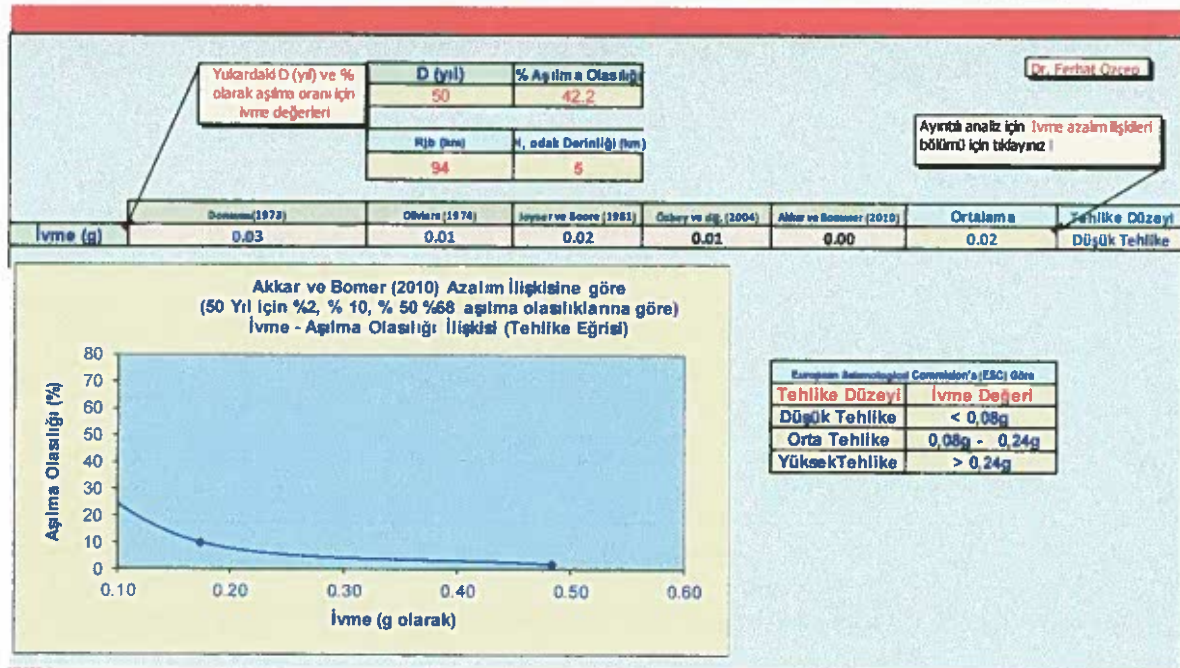 Yukardaki D (yıl) ve %
olarak aşılma oranı için
ivme değerleri
D (yıl) % Aşılma Olasılığı
50 42.2
Rjb (km) H, odak Derinliği (km)
94 5
Dr. Ferhat Özçep
Ayıntılı analiz için İvme azalım ilişkileri
bölümü için tıklayınız !
Donovan(1973) Oliviera (1974) Joyner ve Boore (1981) Özbey ve diğ. (2004) Akkar ve Bommer (2010) Ortalama Tehlike Düzeyi
İvme (g) 0.03 0.01 0.02 0.01 0.00 0.02 Düşük Tehlike
Akkar ve Bomer (2010) Azalım İlişkisine göre
(50 Yıl için %2, % 10, % 50 %68 aşılma olasılıklarına göre)
İvme - Aşılma Olasılığı İlişkisi (Tehlike Eğrisi)
Aşılma Olasılığı (%)
80
70
60
50
40
30
20
10
0
0.10 0.20 0.30 0.40 0.50 0.60
İvme (g olarak)
European Seismological Commision's (ESC) Göre
Tehlike Düzeyi İvme Değeri
Düşük Tehlike < 0,08g
Orta Tehlike 0,08g - 0,24g
YüksekTehlike > 0,24g